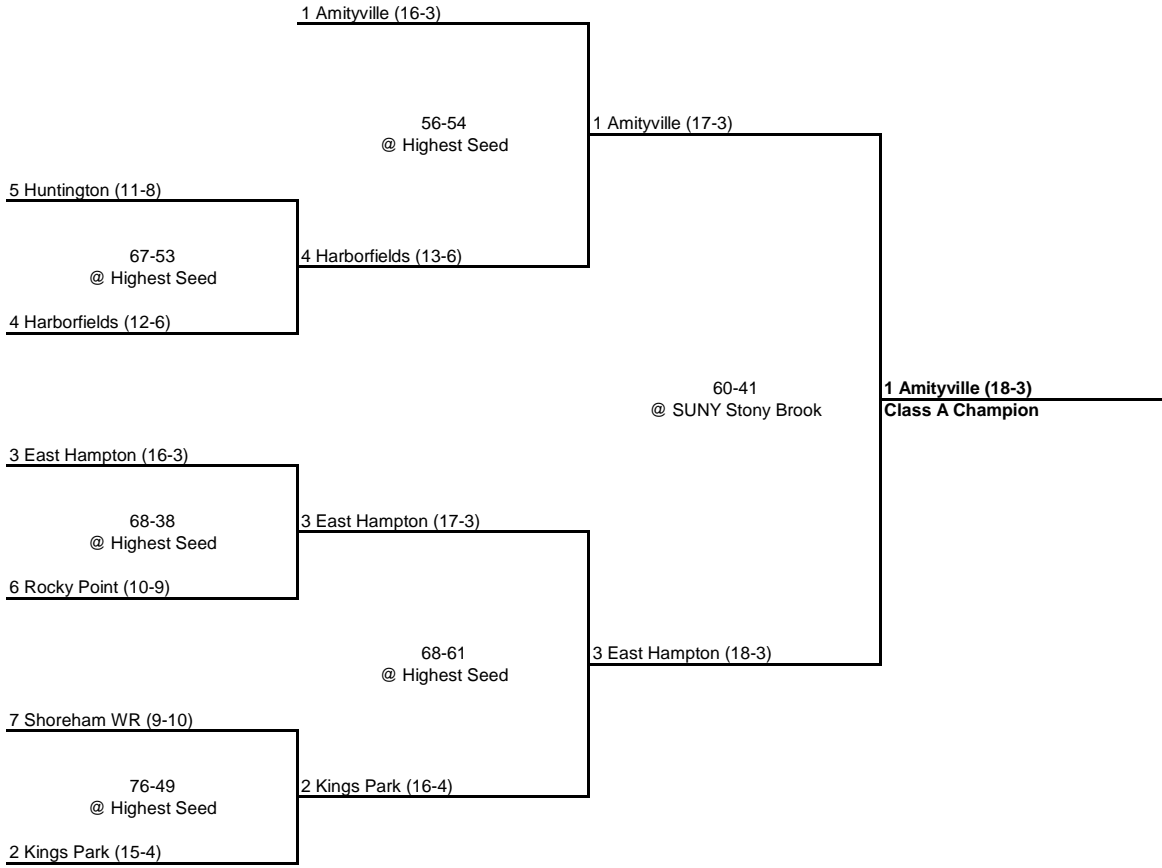 1 Amityville (16-3)
56-54
@ Highest Seed
1 Amityville (17-3)
5 Huntington (11-8)
67-53
@ Highest Seed
4 Harborfields (13-6)
4 Harborfields (12-6)
60-41
@ SUNY Stony Brook
1 Amityville (18-3)
Class A Champion
3 East Hampton (16-3)
68-38
@ Highest Seed
3 East Hampton (17-3)
6 Rocky Point (10-9)
68-61
@ Highest Seed
3 East Hampton (18-3)
7 Shoreham WR (9-10)
76-49
@ Highest Seed
2 Kings Park (16-4)
2 Kings Park (15-4)